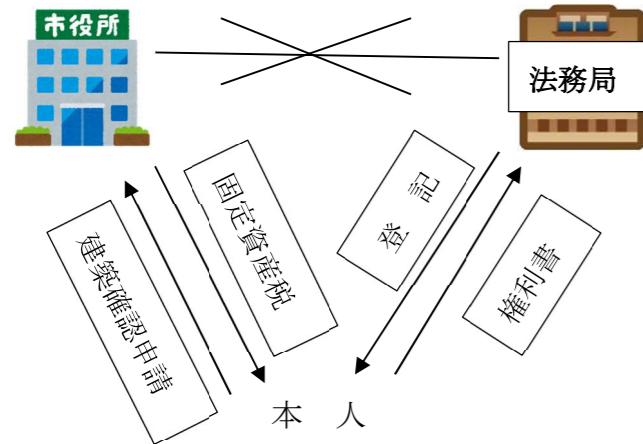 市役所
法務局
建築確認申請
固定資産税
登　記
権利書
本　人